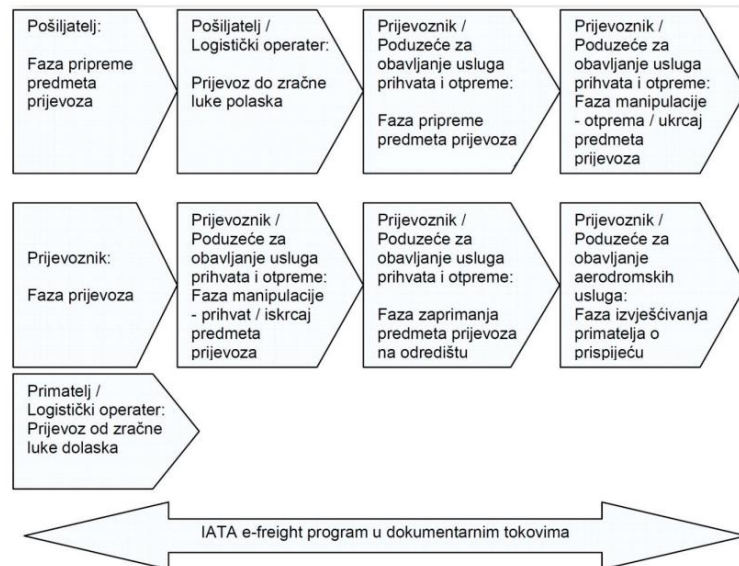 Pošiljatelj:
Faza pripreme
predmeta
prijevoza
Pošiljatelj /
Logistički operater:
Prijevoz do zračne
luke polaska
Prijevoznik /
Poduzeće za
obavljanje usluga
prihvata i otpreme:
Faza pripreme
predmeta prijevoza
Prijevoznik /
Poduzeće za
obavljanje usluga
prihvata i otpreme:
Faza manipulacije
- otprema / ukrcaj
predmeta
prijevoza
Prijevoznik:
Faza prijevoza
Prijevoznik /
Poduzeće za
obavljanje usluga
prihvata i otpreme:
Faza manipulacije
- prihvat / iskrcaj
predmeta
prijevoza
Prijevoznik /
Poduzeće za
obavljanje usluga
prihvata i otpreme:
Faza zaprimanja
predmeta prijevoza
na odredištu
Prijevoznik /
Poduzeće za
obavljanje
aerodromskih
usluga:
Faza izvješćivanja
primatelja o
prispijeću
Primatelj /
Logistički operater:
Prijevoz od zračne
luke dolaska
IATA e-freight program u dokumentarnim tokovima